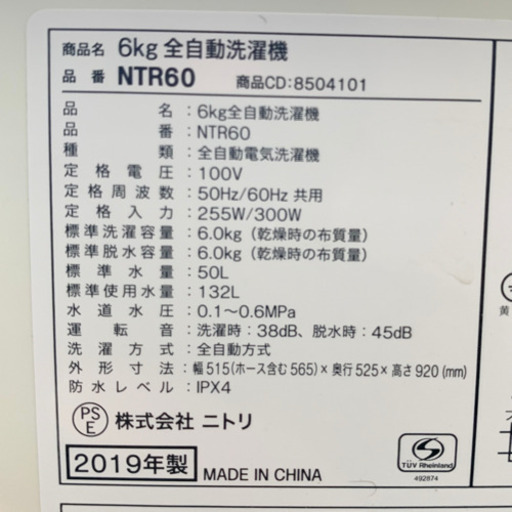 商品名 6kg 全自動洗濯機
品 番 NTR60 商品CD:8504101
品 名:6kg全自動洗濯機
品 番:NTR60
種 類:全自動電気洗濯機
定格電圧:100V
定格周波数:50Hz/60Hz 共用
定格入力:255W/300W
標準洗濯容量:6.0kg(乾燥時の布質量)
標準脱水容量:6.0kg(乾燥時の布質量)
標準水量:50L
標準使用水量:132L
水道水圧:0.1~0.6MPa
運転音:洗濯時:38dB、脱水時:45dB
洗濯方式:全自動方式
外形寸法:幅515(ホース含む565)×奥行525×高さ920(mm)
防水レベル:IPX4
PS
E 株式会社 ニトリ
2019年製 MADE IN CHINA
TÜV Rheinland
492874
黄